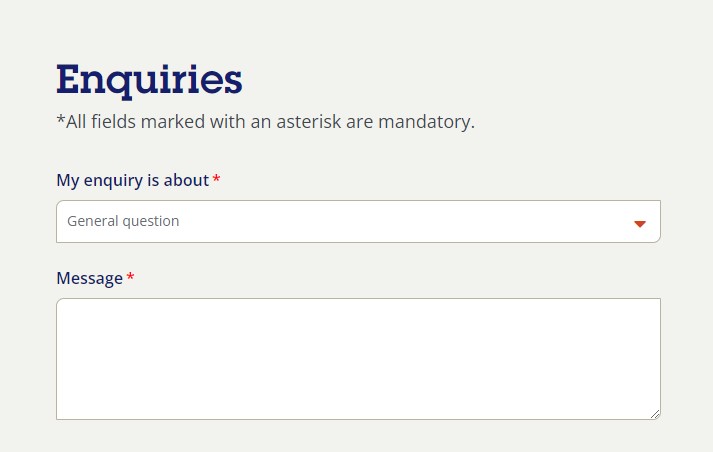 Enquiries
*All fields marked with an asterisk are mandatory.
My enquiry is about *
General question
Message *